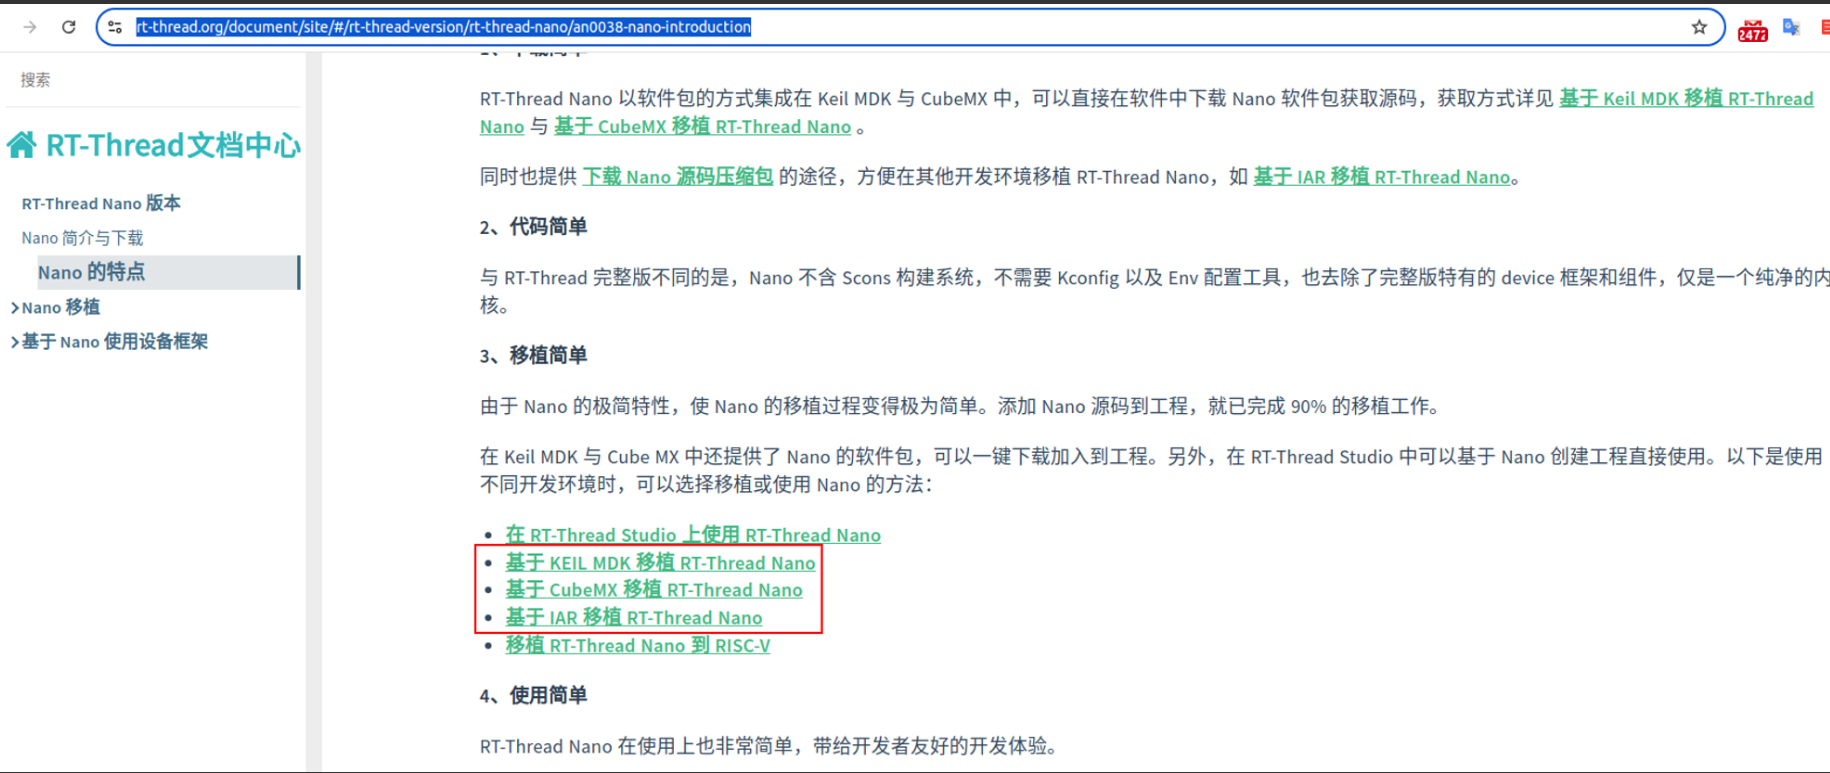 rt-thread.org/document/site/#/rt-thread-version/rt-thread-nano/an0038-nano-introduction
2472
搜索
RT-Thread文档中心
RT-Thread Nano 版本
Nano 简介与下载
Nano 的特点
Nano 移植
基于 Nano 使用设备框架
1、下载简单
RT-Thread Nano 以软件包的方式集成在 Keil MDK 与 CubeMX 中，可以直接在软件中下载 Nano 软件包获取源码，获取方式详见 基于 Keil MDK 移植 RT-Thread
Nano 与 基于 CubeMX 移植 RT-Thread Nano 。
同时也提供 下载 Nano 源码压缩包 的途径，方便在其他开发环境移植 RT-Thread Nano，如 基于 IAR 移植 RT-Thread Nano。
2、代码简单
与 RT-Thread 完整版不同的是，Nano 不含 Scons 构建系统，不需要 Kconfig 以及 Env 配置工具，也去除了完整版特有的 device 框架和组件，仅是一个纯净的内
核。
3、移植简单
由于 Nano 的极简特性，使 Nano 的移植过程变得极为简单。添加 Nano 源码到工程，就已完成 90% 的移植工作。
在 Keil MDK 与 Cube MX 中还提供了 Nano 的软件包，可以一键下载加入到工程。另外，在 RT-Thread Studio 中可以基于 Nano 创建工程直接使用。以下是使用
不同开发环境时，可以选择移植或使用 Nano 的方法：
在 RT-Thread Studio 上使用 RT-Thread Nano
基于 KEIL MDK 移植 RT-Thread Nano
基于 CubeMX 移植 RT-Thread Nano
基于 IAR 移植 RT-Thread Nano
移植 RT-Thread Nano 到 RISC-V
4、使用简单
RT-Thread Nano 在使用上也非常简单，带给开发者友好的开发体验。